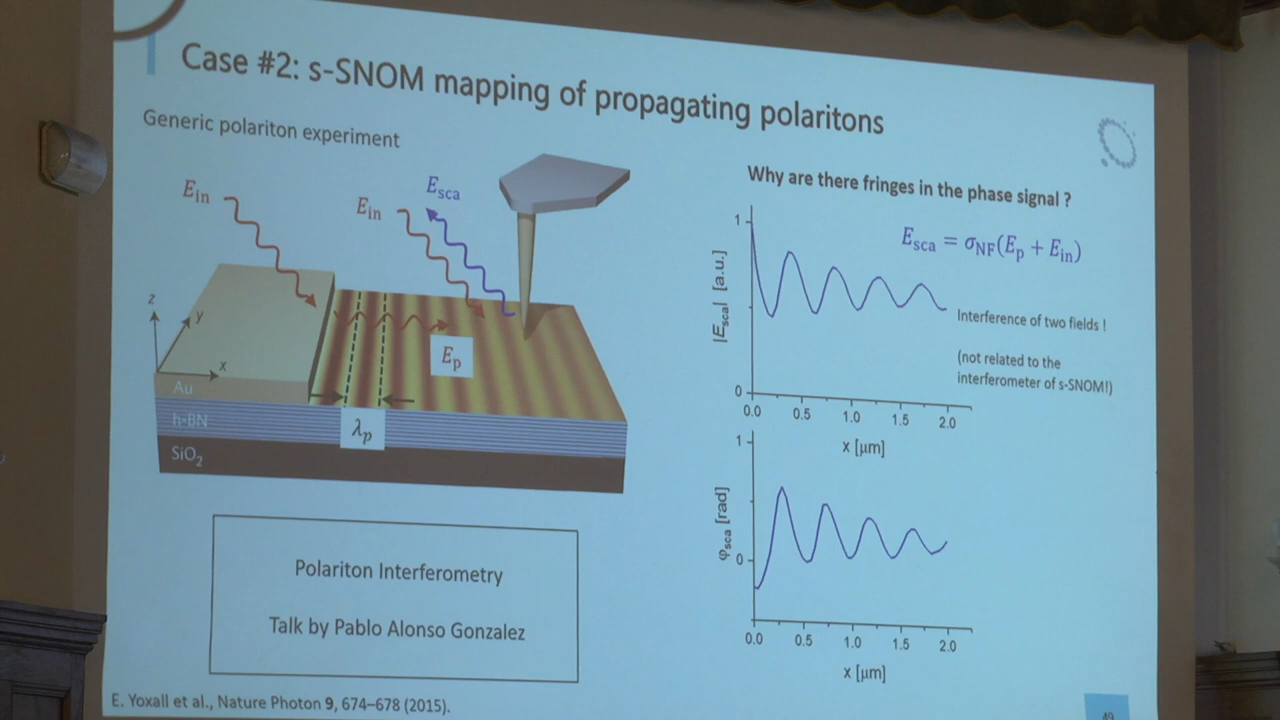 Case #2: s-SNOM mapping of propagating polaritons
Generic polariton experiment
E_in
E_in
E_sca
z
y
x
E_p
Au
h-BN
λ_p
SiO₂
Polariton Interferometry
Talk by Pablo Alonso Gonzalez
E. Yoxall et al., Nature Photon 9, 674–678 (2015).
Why are there fringes in the phase signal ?
E_sca = σ_NF(E_p + E_in)
1
|E_sca| [a.u.]
0
0.0 0.5 1.0 1.5 2.0
x [µm]
Interference of two fields !
(not related to the
interferometer of s-SNOM!)
1
φ_sca [rad]
0
0.0 0.5 1.0 1.5 2.0
x [µm]